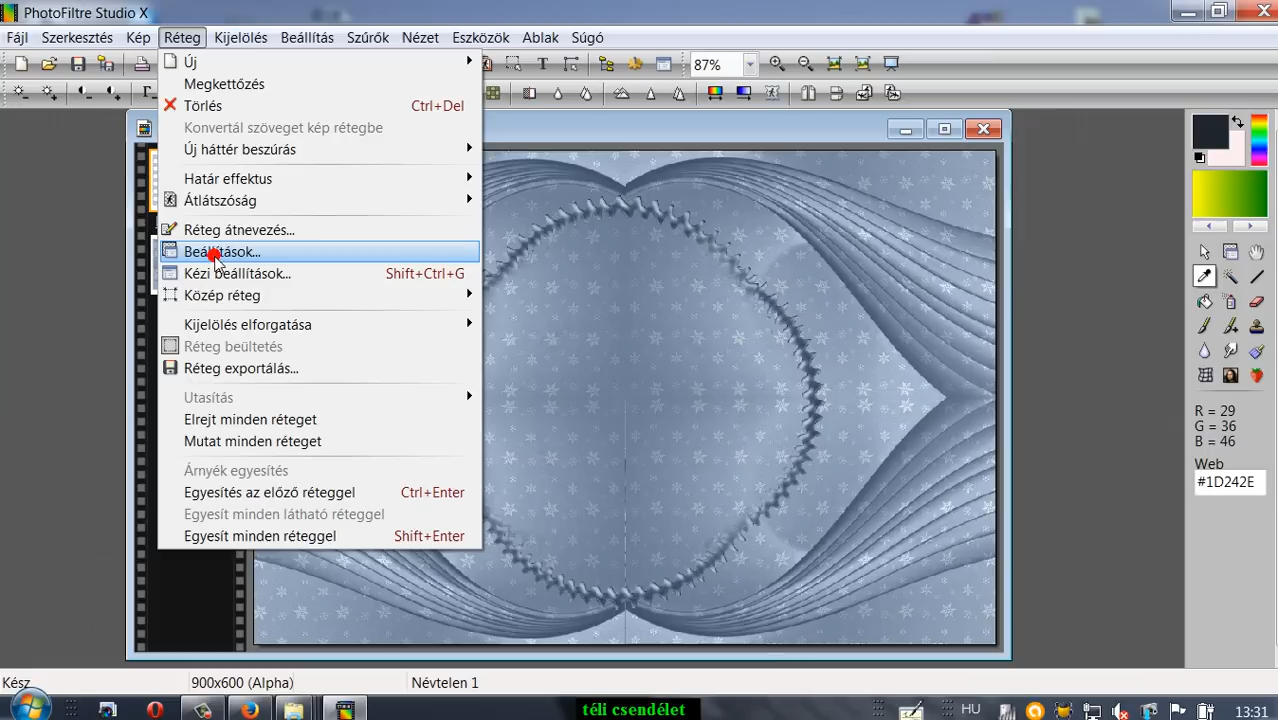 PhotoFiltre Studio X
Fájl Szerkesztés Kép Réteg Kijelölés Beállítás Szűrők Nézet Eszközök Ablak Súgó
87%
Új
Megkettőzés
Törlés Ctrl+Del
Konvertál szöveget kép rétegbe
Új háttér beszúrás
Határ effektus
Átlátszóság
Réteg átnevezés...
Beállítások...
Kézi beállítások... Shift+Ctrl+G
Közép réteg
Kijelölés elforgatása
Réteg beültetés
Réteg exportálás...
Utasítás
Elrejt minden réteget
Mutat minden réteget
Árnyék egyesítés
Egyesítés az előző réteggel Ctrl+Enter
Egyesít minden látható réteggel
Egyesít minden réteggel Shift+Enter
R = 29
G = 36
B = 46
Web
#1D242E
Kész 900x600 (Alpha) Névtelen 1
téli csendélet
HU
13:31